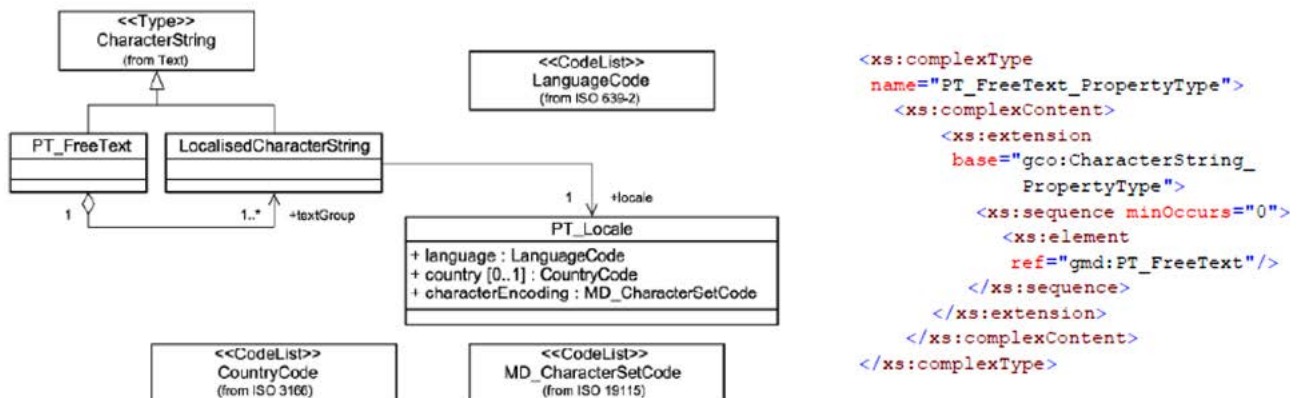 <<Type>>
CharacterString
(from Text)
<<CodeList>>
LanguageCode
(from ISO 639-2)
PT_FreeText
LocalisedCharacterString
1
1..*
+textGroup
1
+locale
PT_Locale
+ language : LanguageCode
+ country [0..1] : CountryCode
+ characterEncoding : MD_CharacterSetCode
<<CodeList>>
CountryCode
(from ISO 3166)
<<CodeList>>
MD_CharacterSetCode
(from ISO 19115)
<xs:complexType
name="PT_FreeText_PropertyType">
<xs:complexContent>
<xs:extension
base="gco:CharacterString_
PropertyType">
<xs:sequence minOccurs="0">
<xs:element
ref="gmd:PT_FreeText"/>
</xs:sequence>
</xs:extension>
</xs:complexContent>
</xs:complexType>